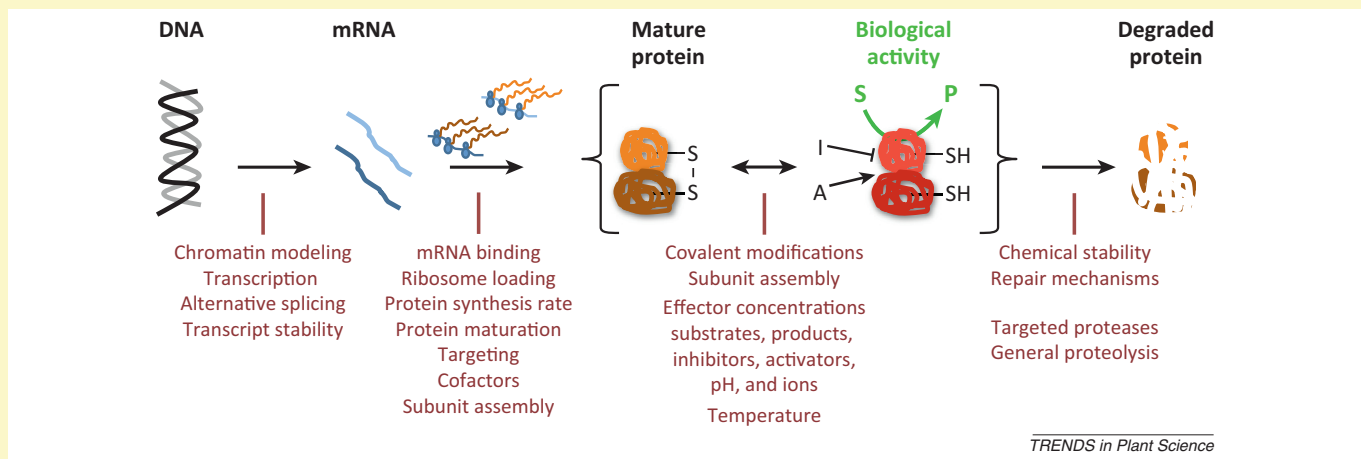 DNA
mRNA
Mature
protein
Biological
activity
Degraded
protein
S
P
I
A
S
S
SH
SH
Chromatin modeling
Transcription
Alternative splicing
Transcript stability
mRNA binding
Ribosome loading
Protein synthesis rate
Protein maturation
Targeting
Cofactors
Subunit assembly
Covalent modifications
Subunit assembly
Effector concentrations
substrates, products,
inhibitors, activators,
pH, and ions
Temperature
Chemical stability
Repair mechanisms
Targeted proteases
General proteolysis
TRENDS in Plant Science